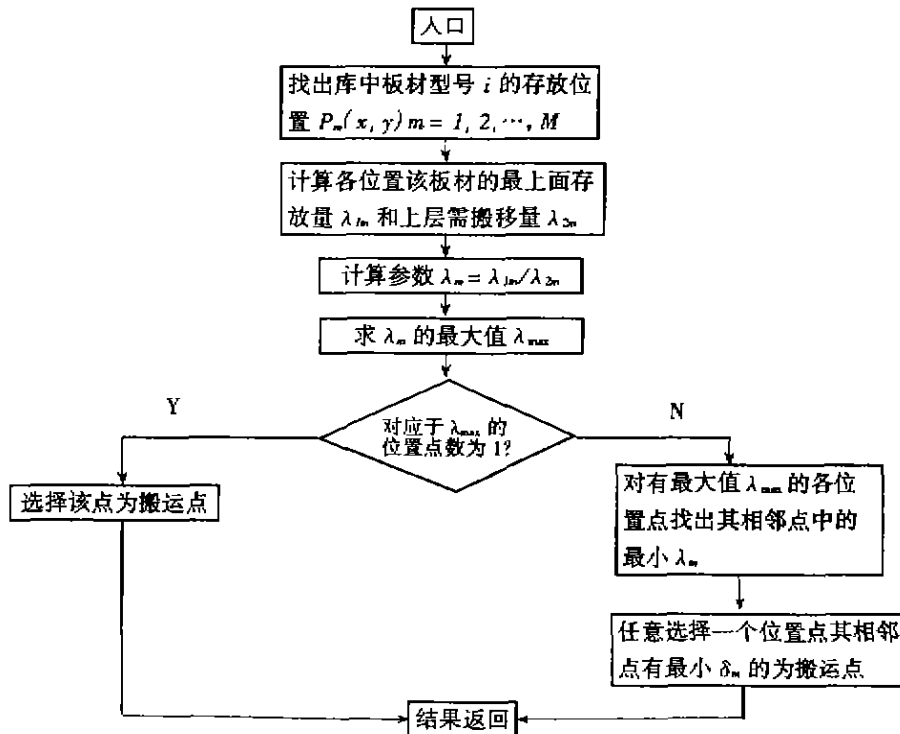 入口
找出库中板材型号 i 的存放位
置 Pₘ(x, y) m = 1, 2, …, M
计算各位置该板材的最上面存
放量 λ₁ₘ 和上层需搬移量 λ₂ₘ
计算参数 λₘ = λ₁ₘ/λ₂ₘ
求 λₘ 的最大值 λmax
对应于 λmax 的
位置点数为 1?
Y
N
选择该点为搬运点
对有最大值 λmax 的各位
置点找出其相邻点中的
最小 λₘ
任意选择一个位置点其相邻
点有最小 δₘ 的为搬运点
结果返回